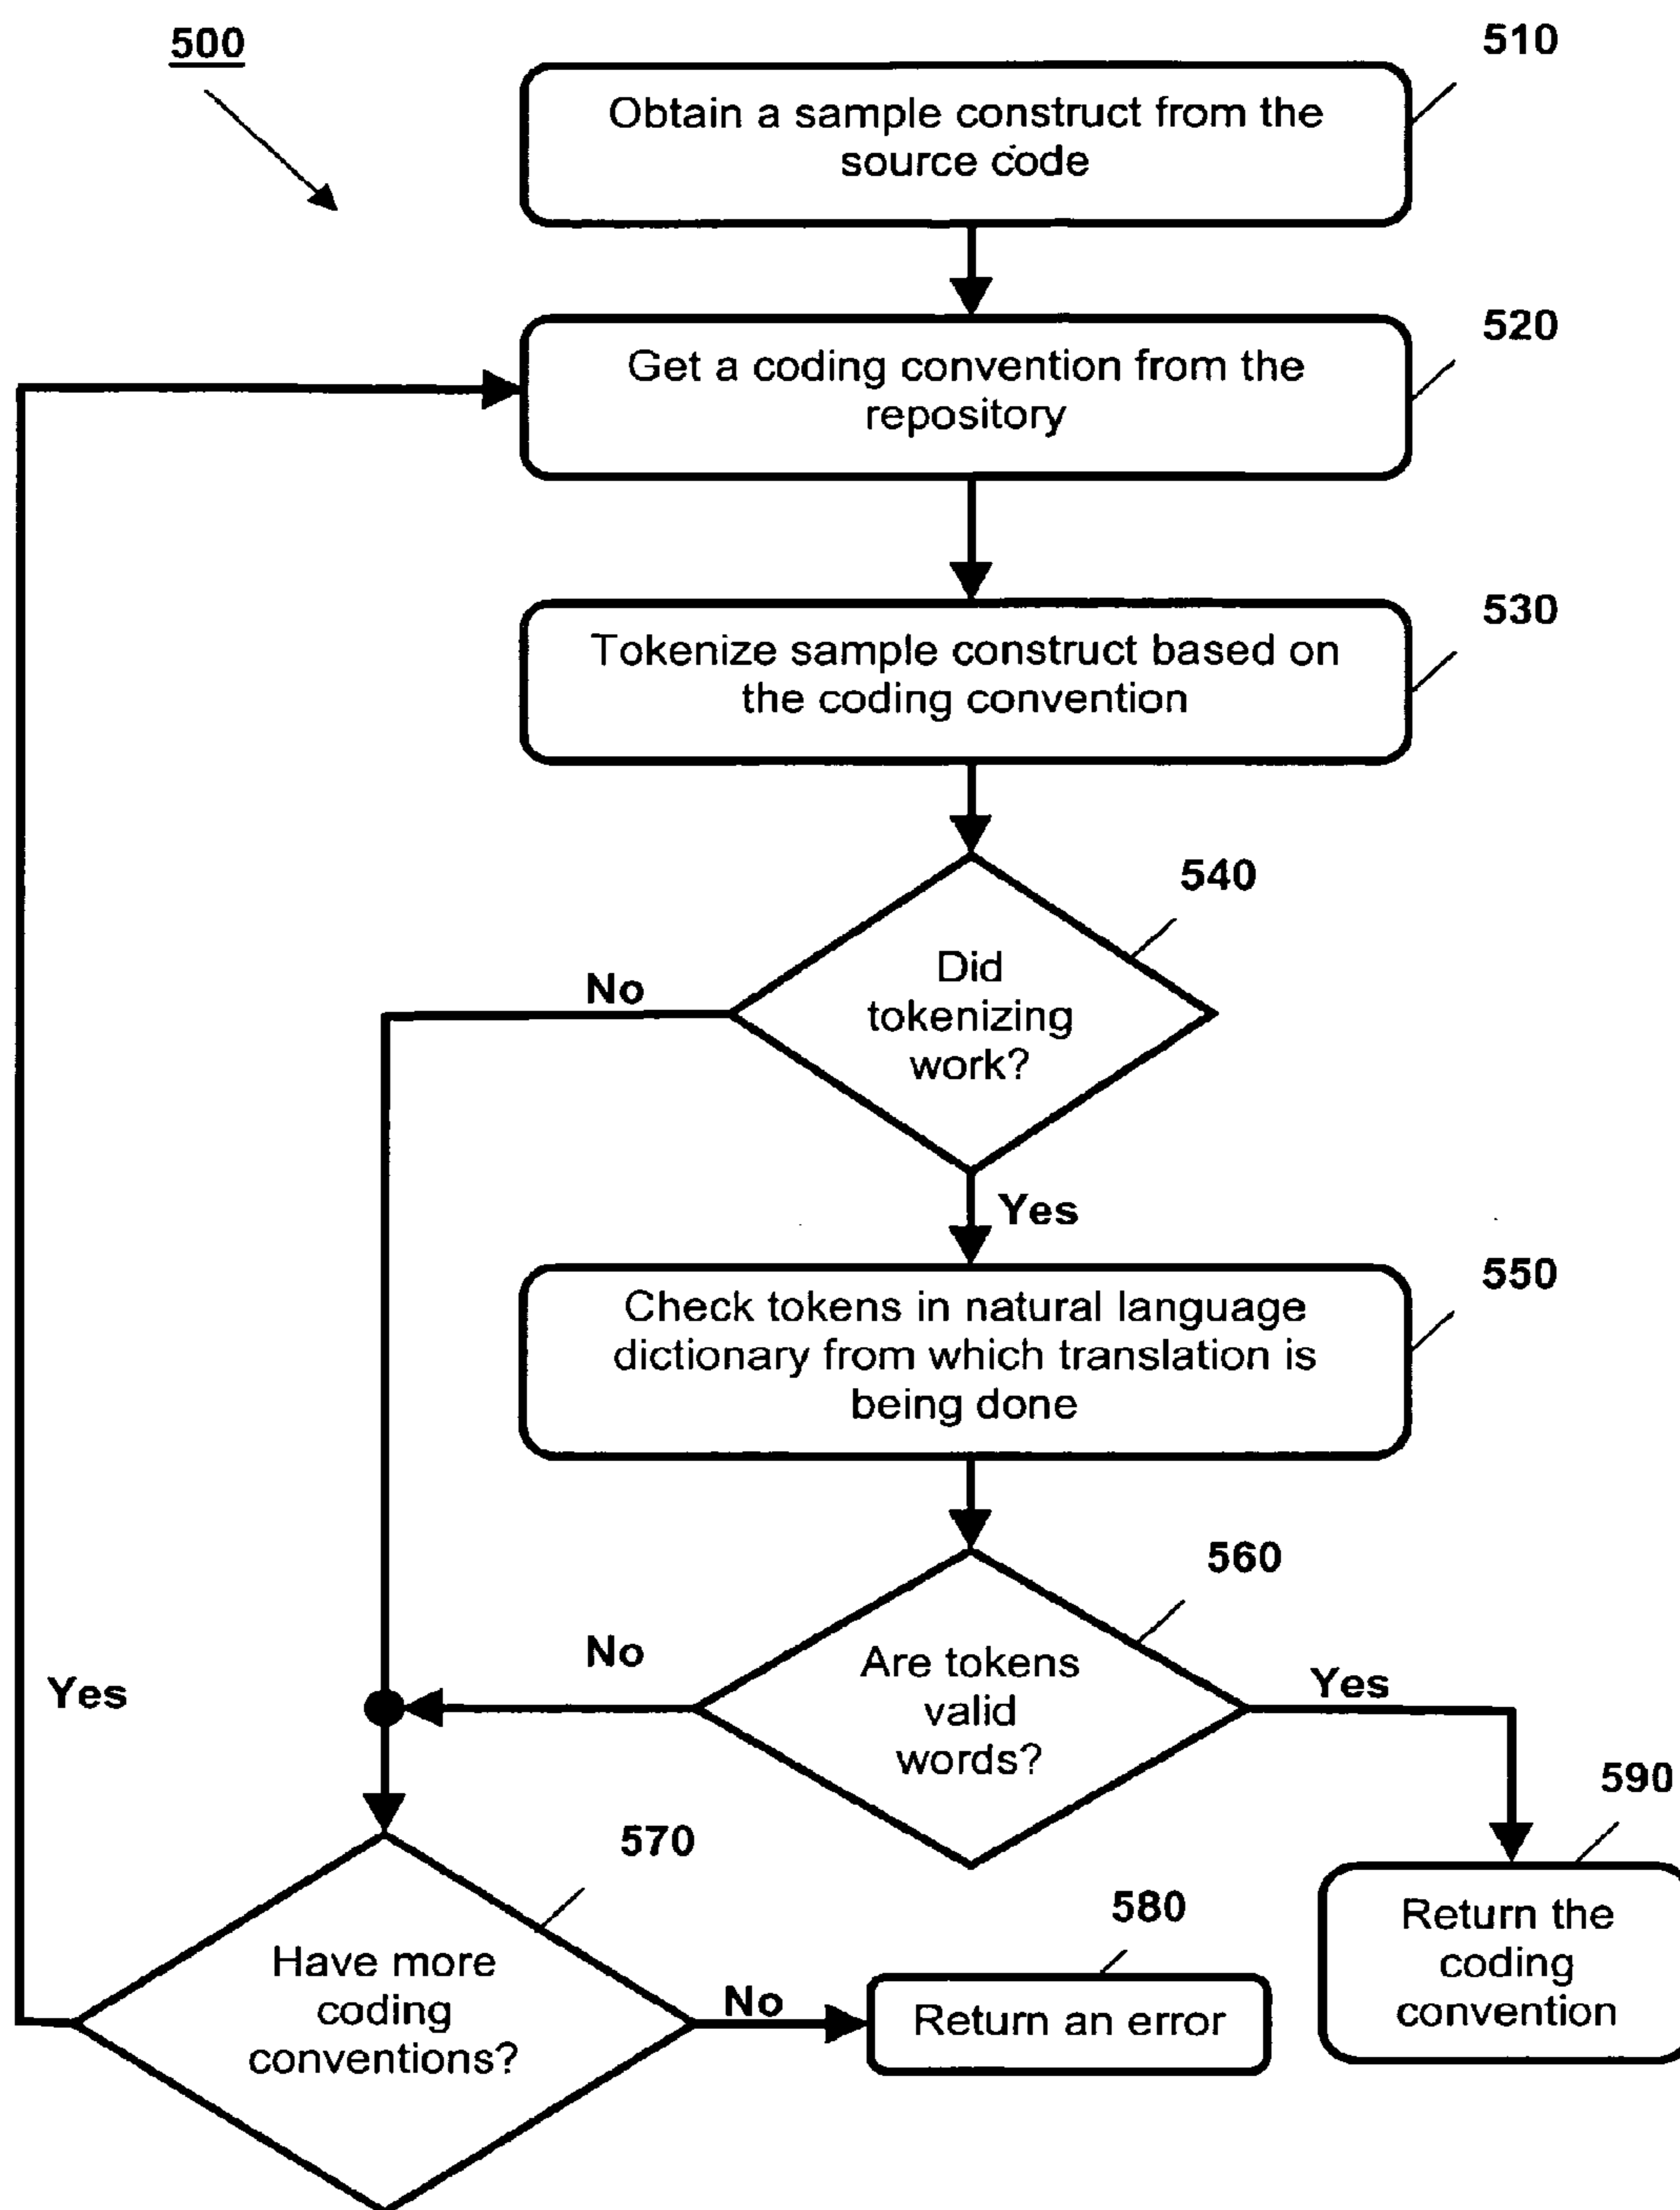 500
510
Obtain a sample construct from the
source code
520
Get a coding convention from the
repository
530
Tokenize sample construct based on
the coding convention
540
Did
tokenizing
work?
No
Yes
550
Check tokens in natural language
dictionary from which translation is
being done
560
Are tokens
valid
words?
No
Yes
Yes
590
Return the
coding
convention
570
Have more
coding
conventions?
No
580
Return an error